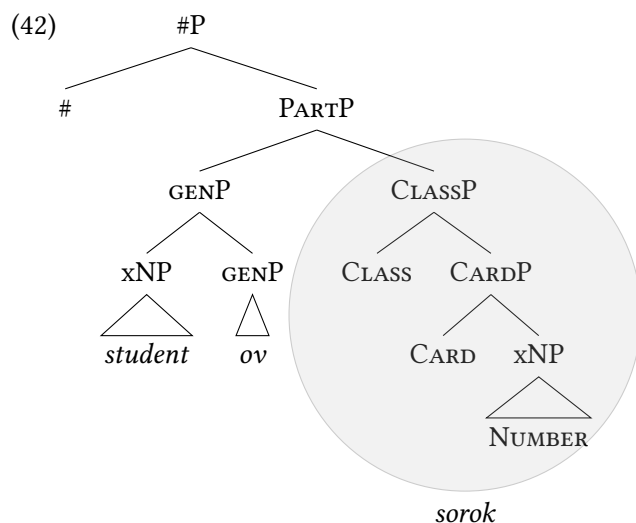 (42) #P
# PartP
genP ClassP
xNP genP Class CardP
student ov Card xNP
Number
sorok